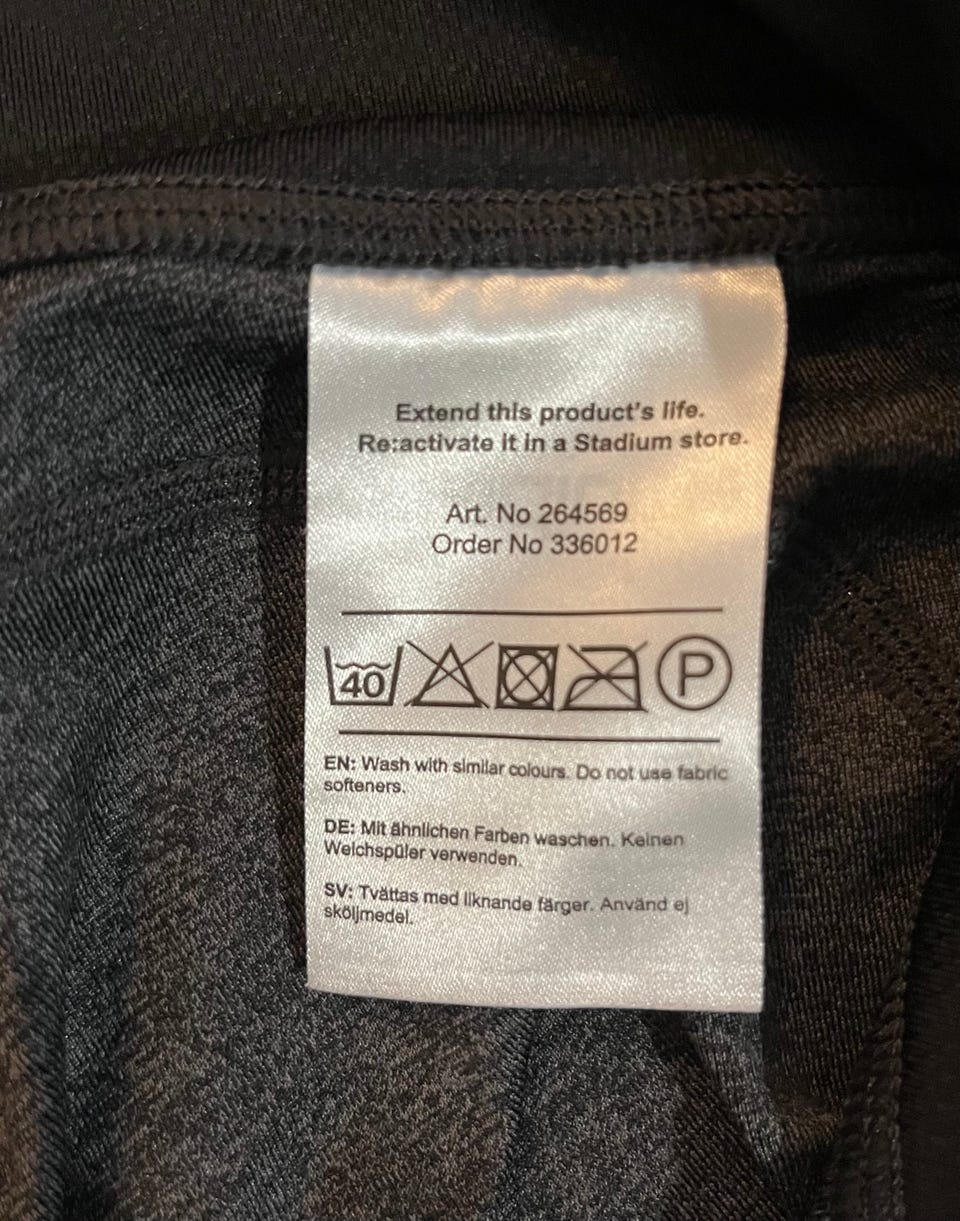 Extend this product's life.
Re:activate it in a Stadium store.
Art. No 264569
Order No 336012
40 P
EN: Wash with similar colours. Do not use fabric
softeners.
DE: Mit ähnlichen Farben waschen. Keinen
Weichspüler verwenden.
SV: Tvättas med liknande färger. Använd ej
sköljmedel.